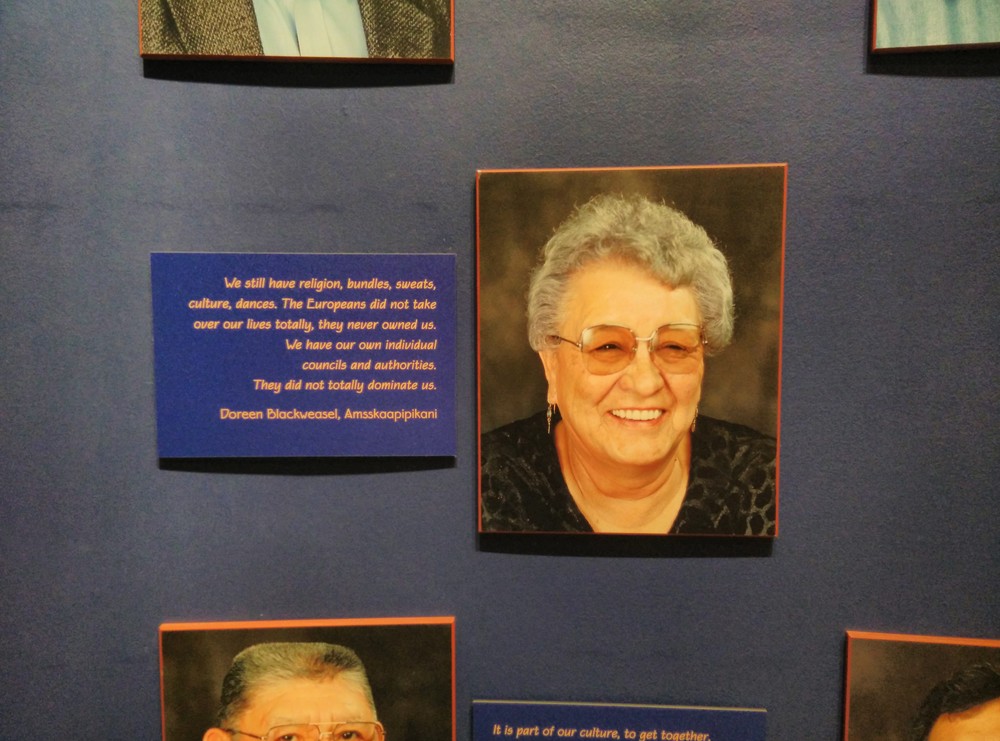 We still have religion, bundles, sweats,
culture, dances. The Europeans did not take
over our lives totally, they never owned us.
We have our own individual
councils and authorities.
They did not totally dominate us.
Doreen Blackweasel, Amsskaapipikani
It is part of our culture, to get together,